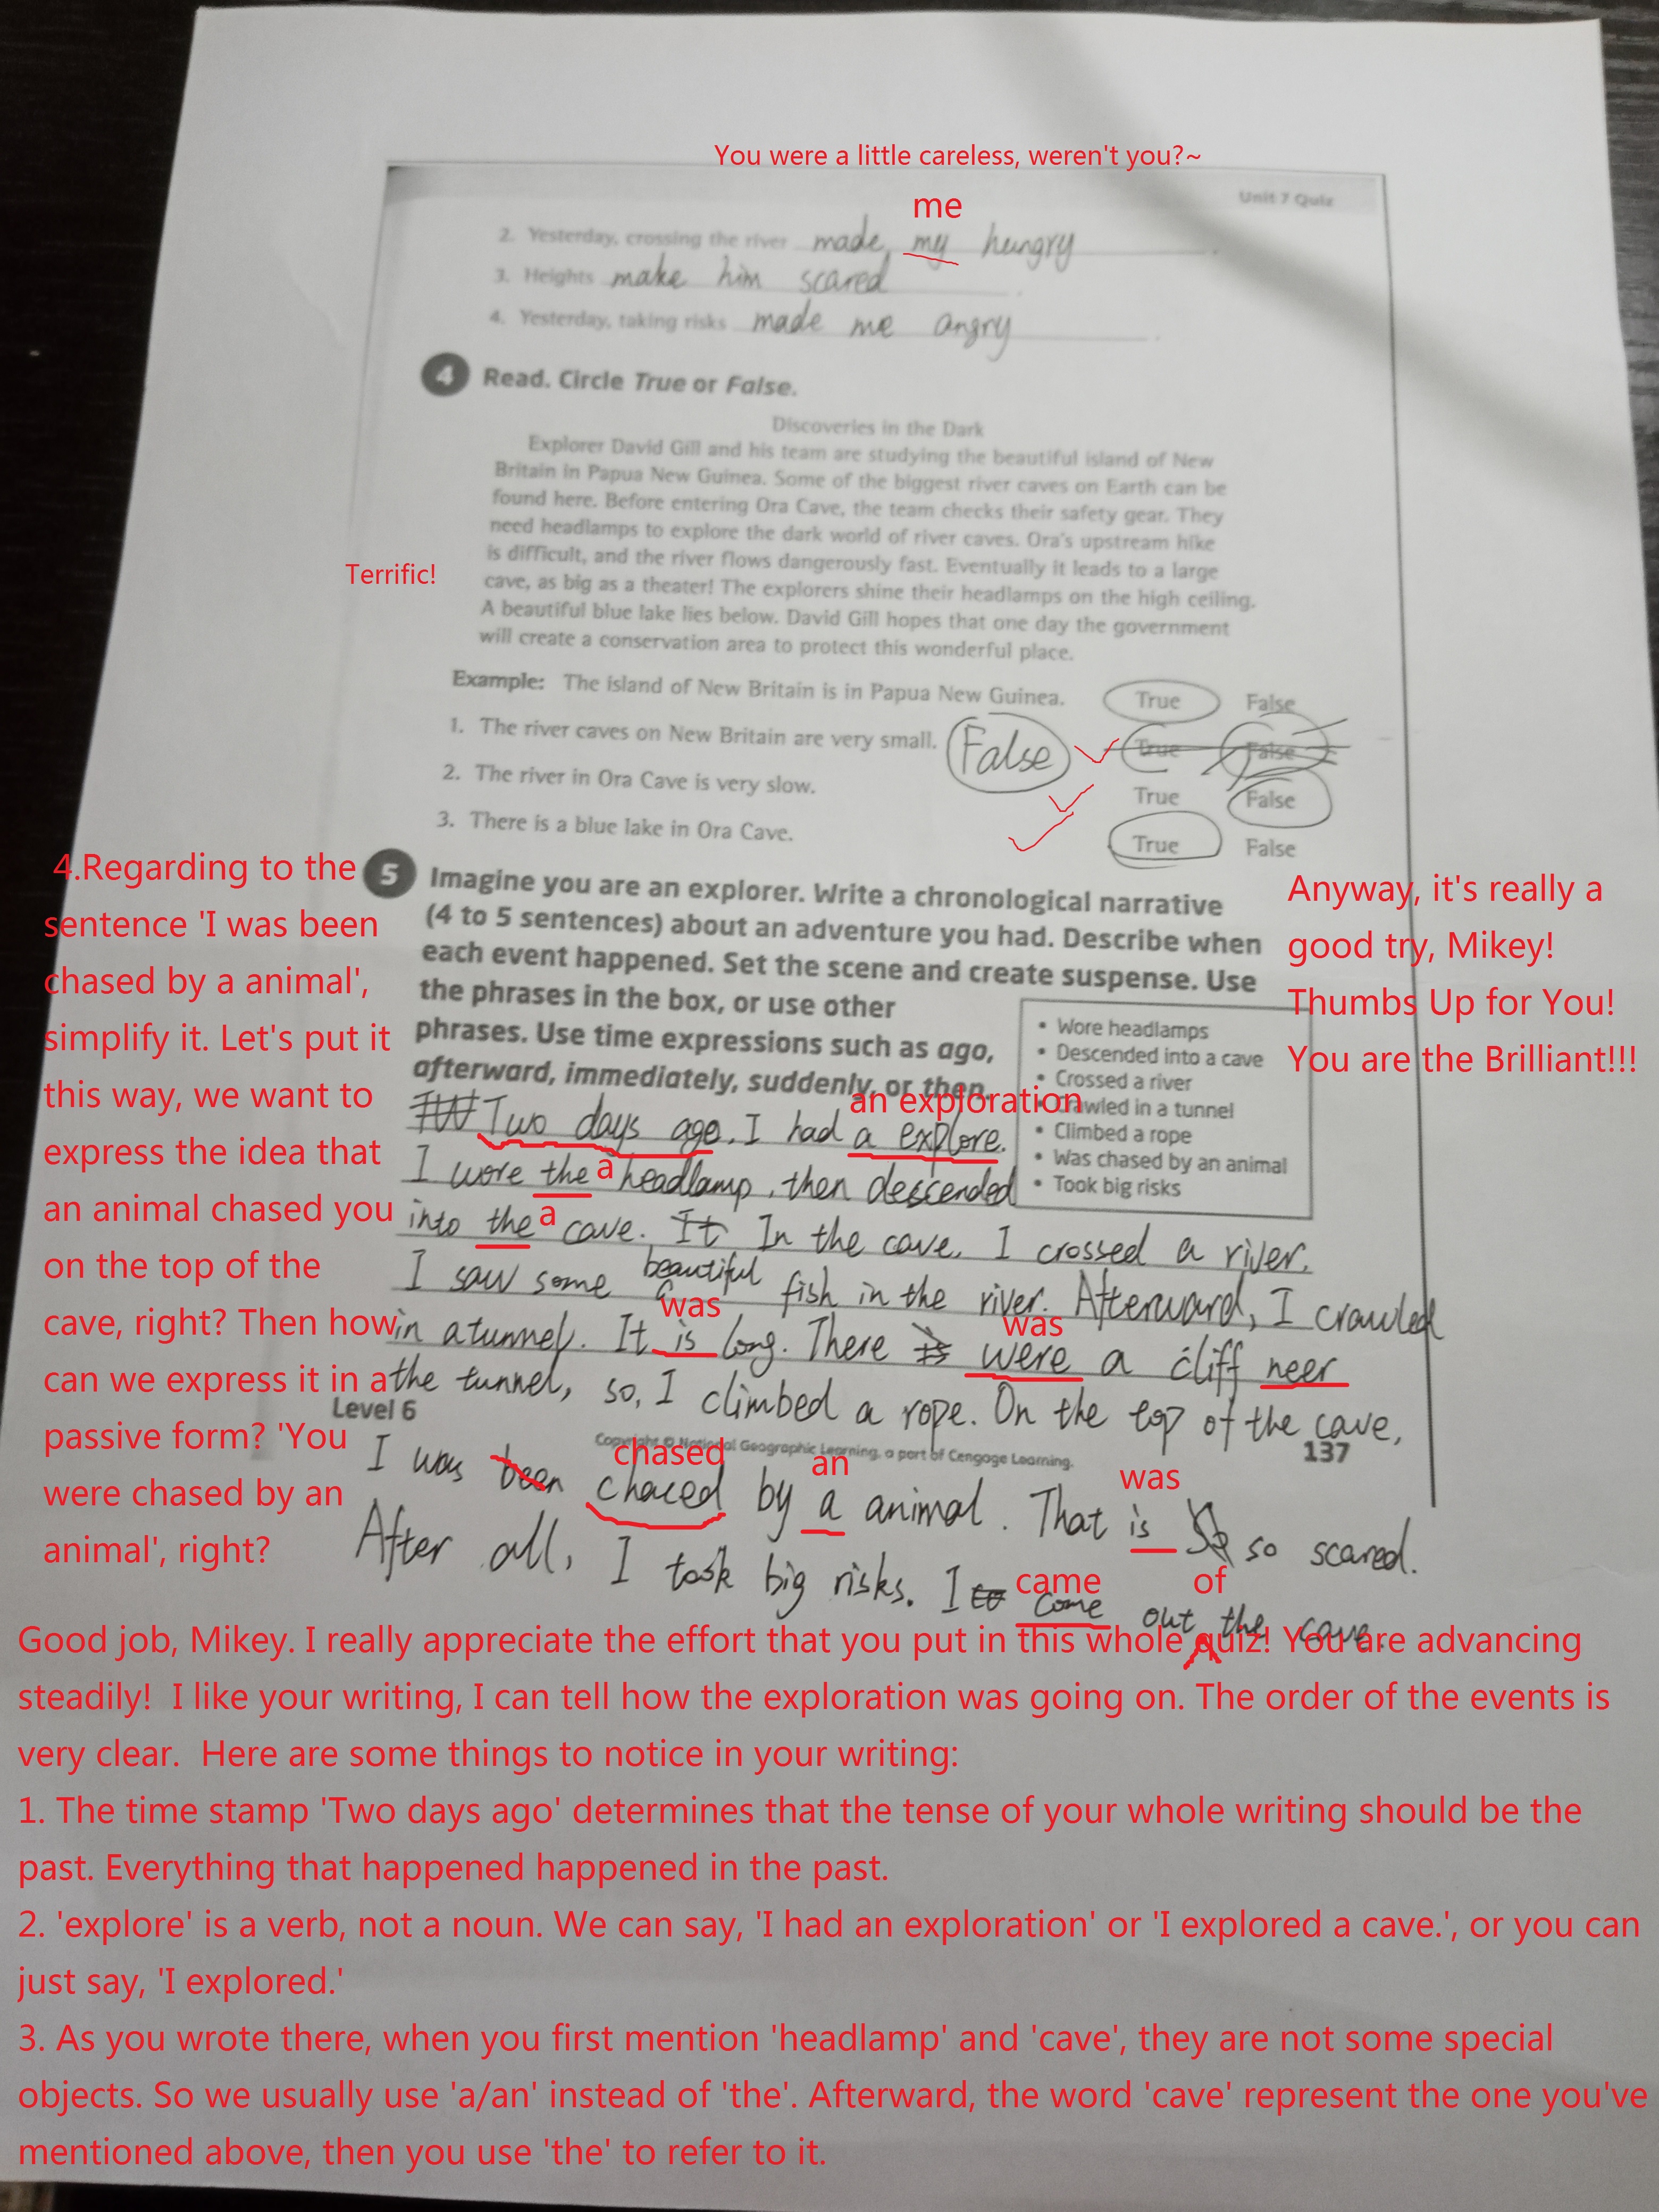 You were a little careless, weren't you?~
Unit 7 Quiz
me
2. Yesterday, crossing the river made my hungry.
3. Heights make him scared.
4. Yesterday, taking risks made me angry.
4 Read. Circle True or False.
Discoveries in the Dark
Explorer David Gill and his team are studying the beautiful island of New
Britain in Papua New Guinea. Some of the biggest river caves on Earth can be
found here. Before entering Ora Cave, the team checks their safety gear. They
need headlamps to explore the dark world of river caves. Ora's upstream hike
is difficult, and the river flows dangerously fast. Eventually it leads to a large
Terrific!
cave, as big as a theater! The explorers shine their headlamps on the high ceiling.
A beautiful blue lake lies below. David Gill hopes that one day the government
will create a conservation area to protect this wonderful place.
Example: The island of New Britain is in Papua New Guinea. True False
1. The river caves on New Britain are very small. False True False
2. The river in Ora Cave is very slow. True False
3. There is a blue lake in Ora Cave. True False
5 Imagine you are an explorer. Write a chronological narrative
(4 to 5 sentences) about an adventure you had. Describe when
each event happened. Set the scene and create suspense. Use
the phrases in the box, or use other
phrases. Use time expressions such as ago,
afterward, immediately, suddenly, or then.
• Wore headlamps
• Descended into a cave
• Crossed a river
• Crawled in a tunnel
• Climbed a rope
• Was chased by an animal
• Took big risks
Anyway, it's really a
good try, Mikey!
Thumbs Up for You!
You are the Brilliant!!!
an exploration
Two days ago, I had a explore.
a
I wore the headlamp, then descended
a
into the cave. It In the cave, I crossed a river.
beautiful
I saw some fish in the river. Afterward, I crawled
was
was
in a tunnel. It is long. There is were a cliff neer
the tunnel, so, I climbed a rope. On the top of the cave,
Level 6
Copyright © National Geographic Learning, a part of Cengage Learning.
137
chased
an
was
I was been chaced by a animal. That is so scared.
came
of
After all, I took big risks. I to come out the cave.
4.Regarding to the
sentence 'I was been
chased by a animal',
simplify it. Let's put it
this way, we want to
express the idea that
an animal chased you
on the top of the
cave, right? Then how
can we express it in a
passive form? 'You
were chased by an
animal', right?
Good job, Mikey. I really appreciate the effort that you put in this whole quiz! You are advancing
steadily! I like your writing, I can tell how the exploration was going on. The order of the events is
very clear. Here are some things to notice in your writing:
1. The time stamp 'Two days ago' determines that the tense of your whole writing should be the
past. Everything that happened happened in the past.
2. 'explore' is a verb, not a noun. We can say, 'I had an exploration' or 'I explored a cave.', or you can
just say, 'I explored.'
3. As you wrote there, when you first mention 'headlamp' and 'cave', they are not some special
objects. So we usually use 'a/an' instead of 'the'. Afterward, the word 'cave' represent the one you've
mentioned above, then you use 'the' to refer to it.